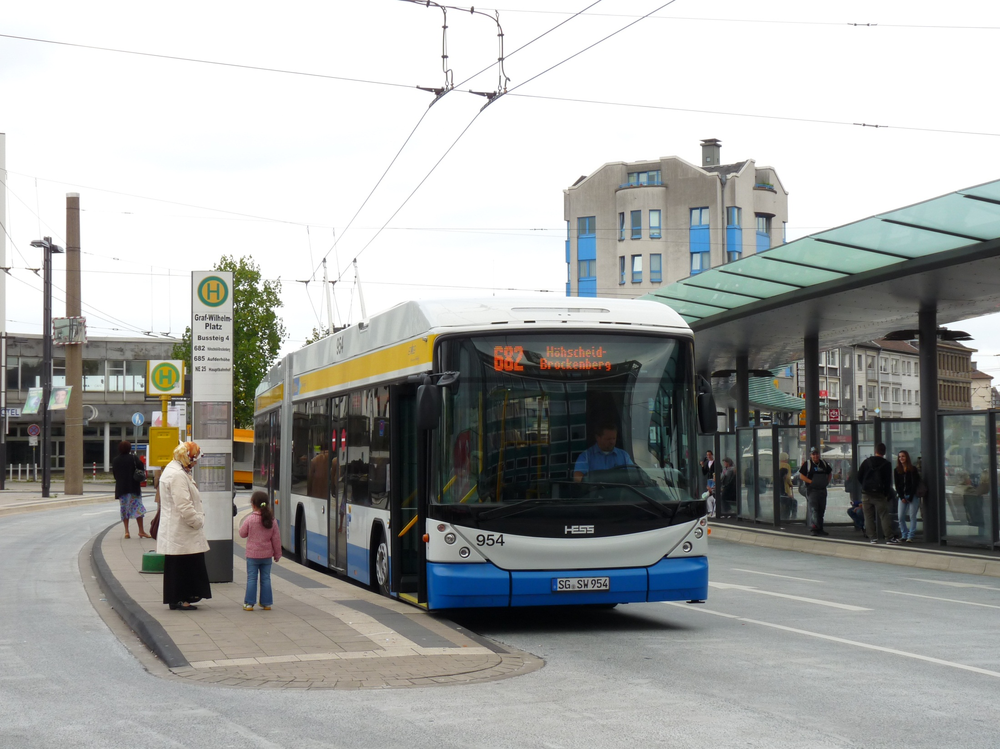 H
Graf-Wilhelm-
Platz
Bussteig 4
682 Höhscheid-Brockenberg
685 Aufderhöhe
NE 25 Hauptbahnhof
H
954
682 Höhscheid-
Brockenberg
HESS
954
SG SW 954